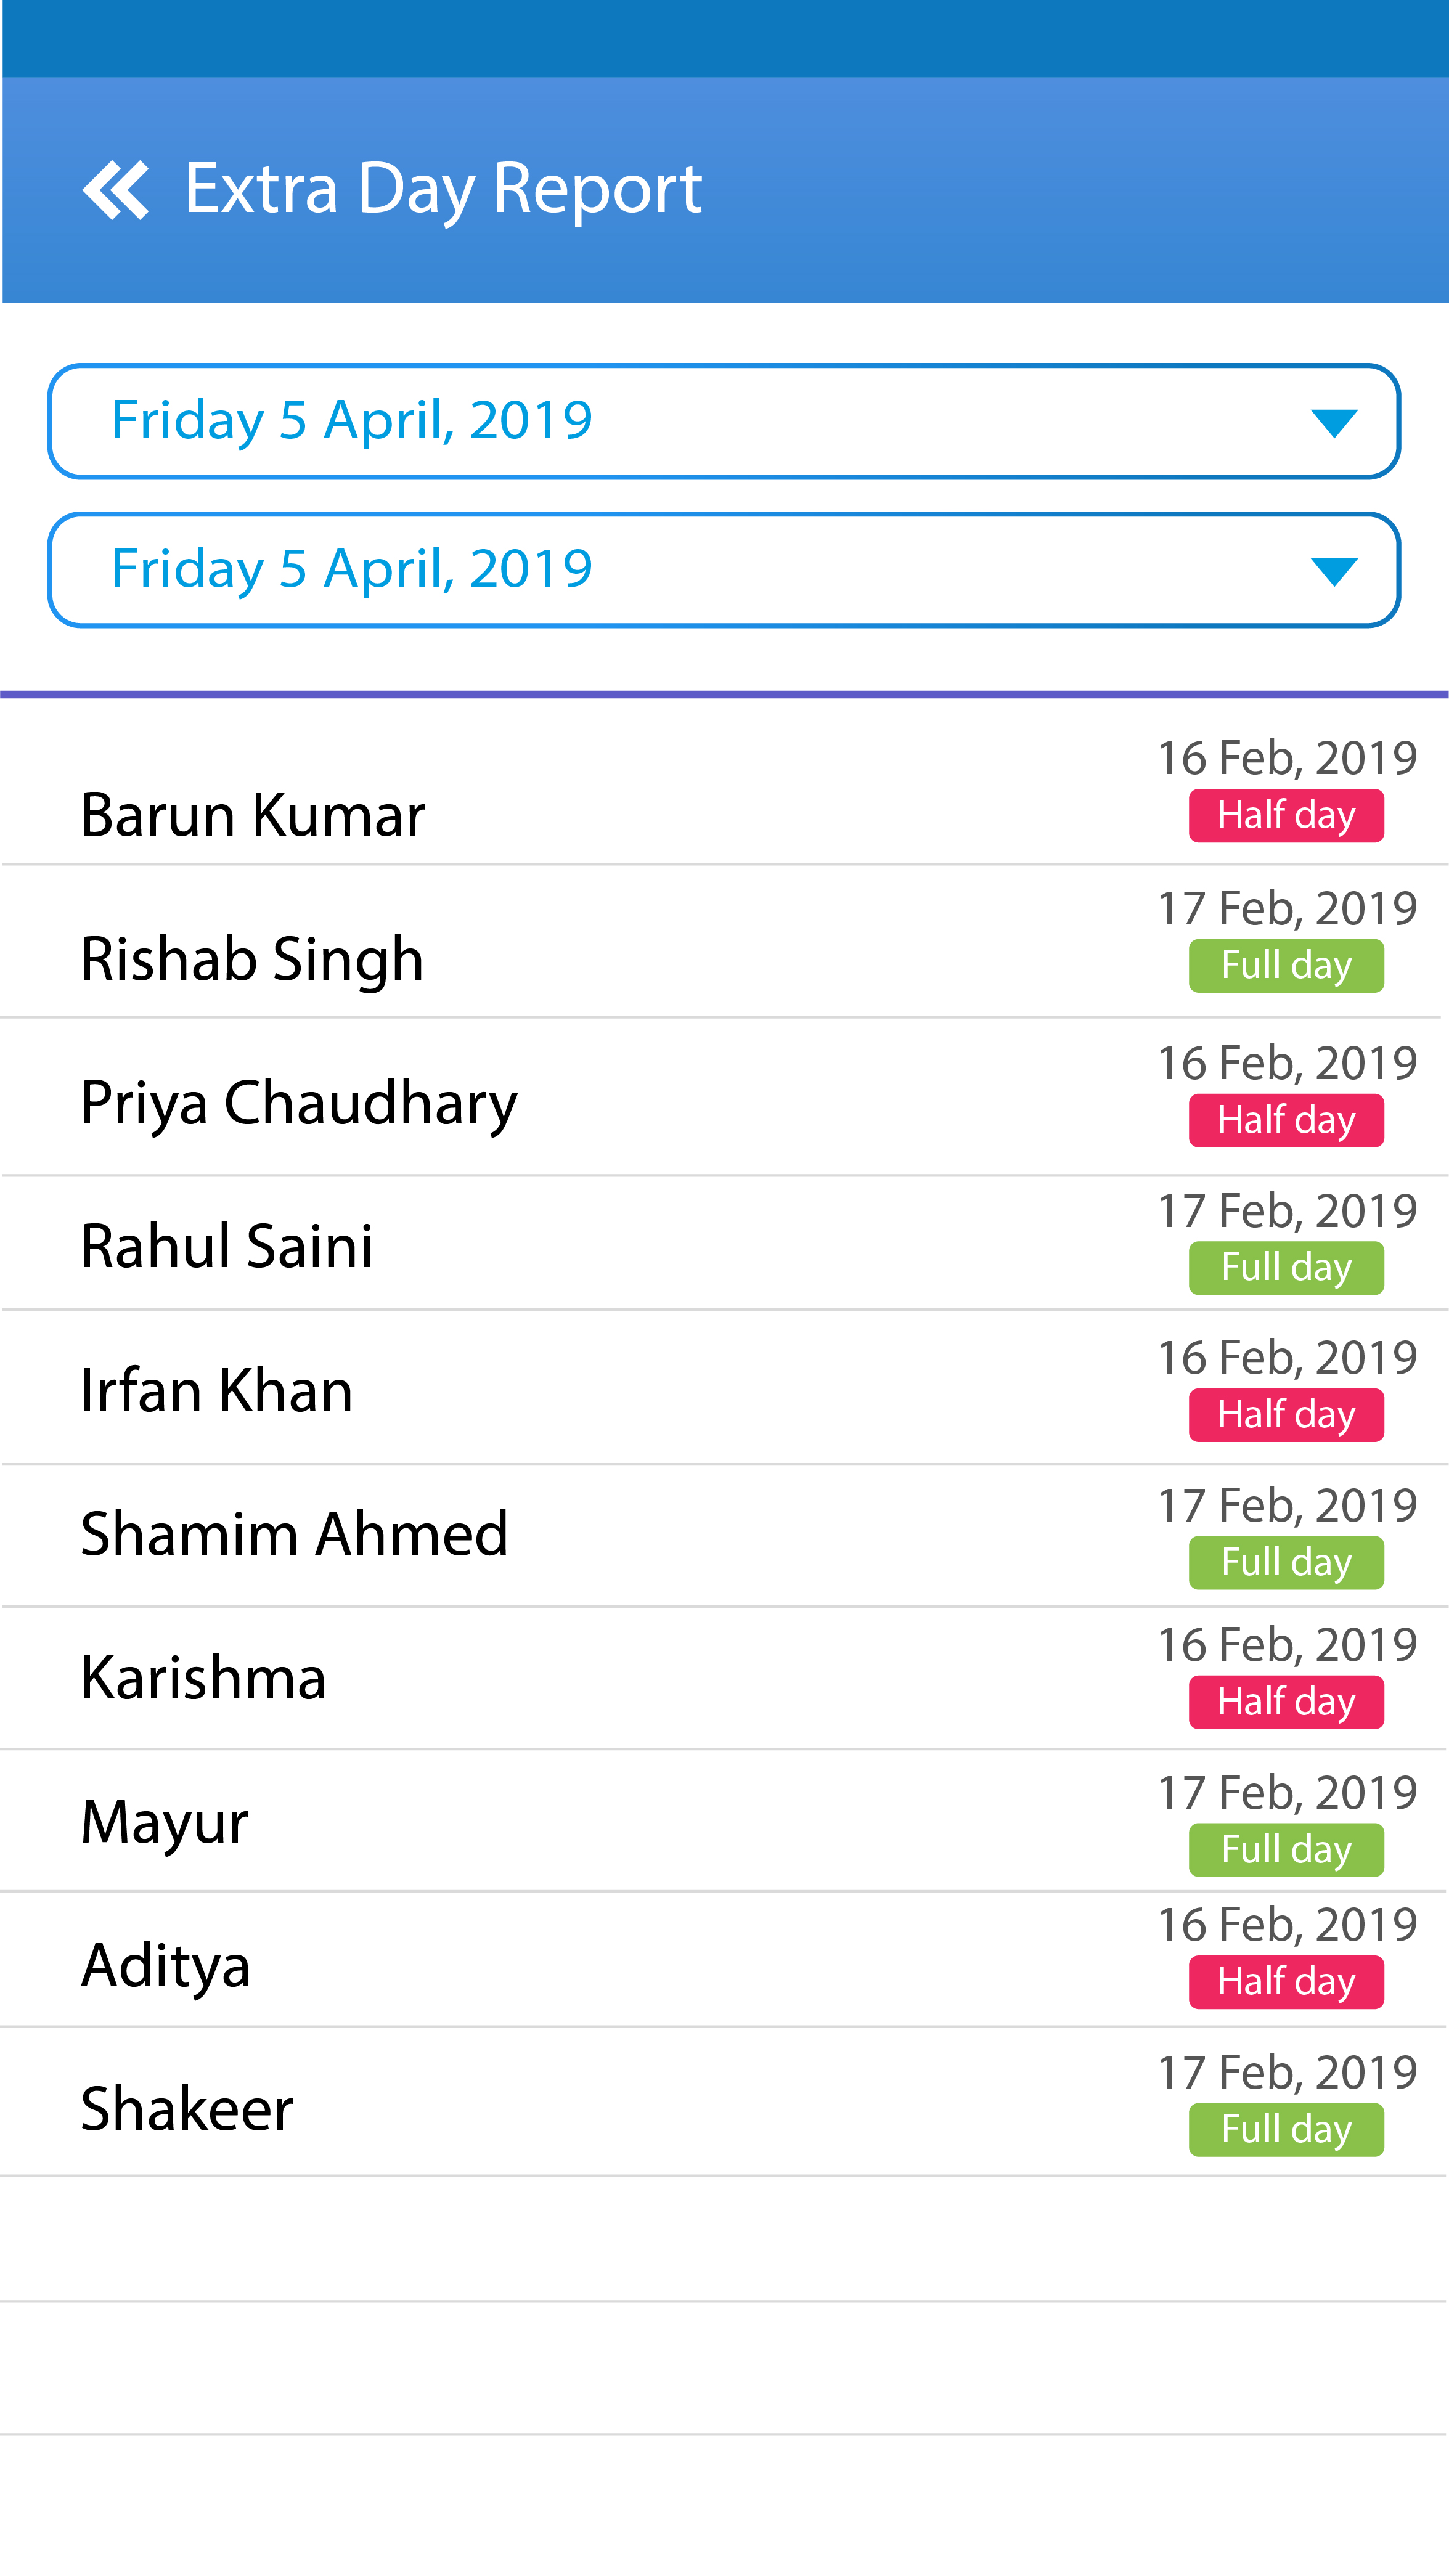 Extra Day Report
Friday 5 April, 2019
Friday 5 April, 2019
16 Feb, 2019
Barun Kumar
Half day
17 Feb, 2019
Rishab Singh
Full day
16 Feb, 2019
Priya Chaudhary
Half day
17 Feb, 2019
Rahul Saini
Full day
16 Feb, 2019
Irfan Khan
Half day
17 Feb, 2019
Shamim Ahmed
Full day
16 Feb, 2019
Karishma
Half day
17 Feb, 2019
Mayur
Full day
16 Feb, 2019
Aditya
Half day
17 Feb, 2019
Shakeer
Full day